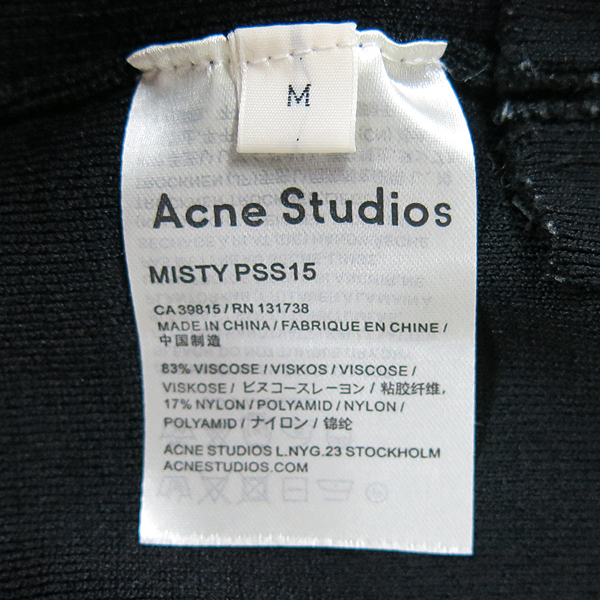 M
Acne Studios
MISTY PSS15
CA 39815 / RN 131738
MADE IN CHINA / FABRIQUE EN CHINE /
中国制造
83% VISCOSE / VISKOS / VISCOSE /
VISKOSE / ビスコースレーヨン / 粘胶纤维,
17% NYLON / POLYAMID / NYLON /
POLYAMID / ナイロン / 锦纶
ACNE STUDIOS L.NYG.23 STOCKHOLM
ACNESTUDIOS.COM